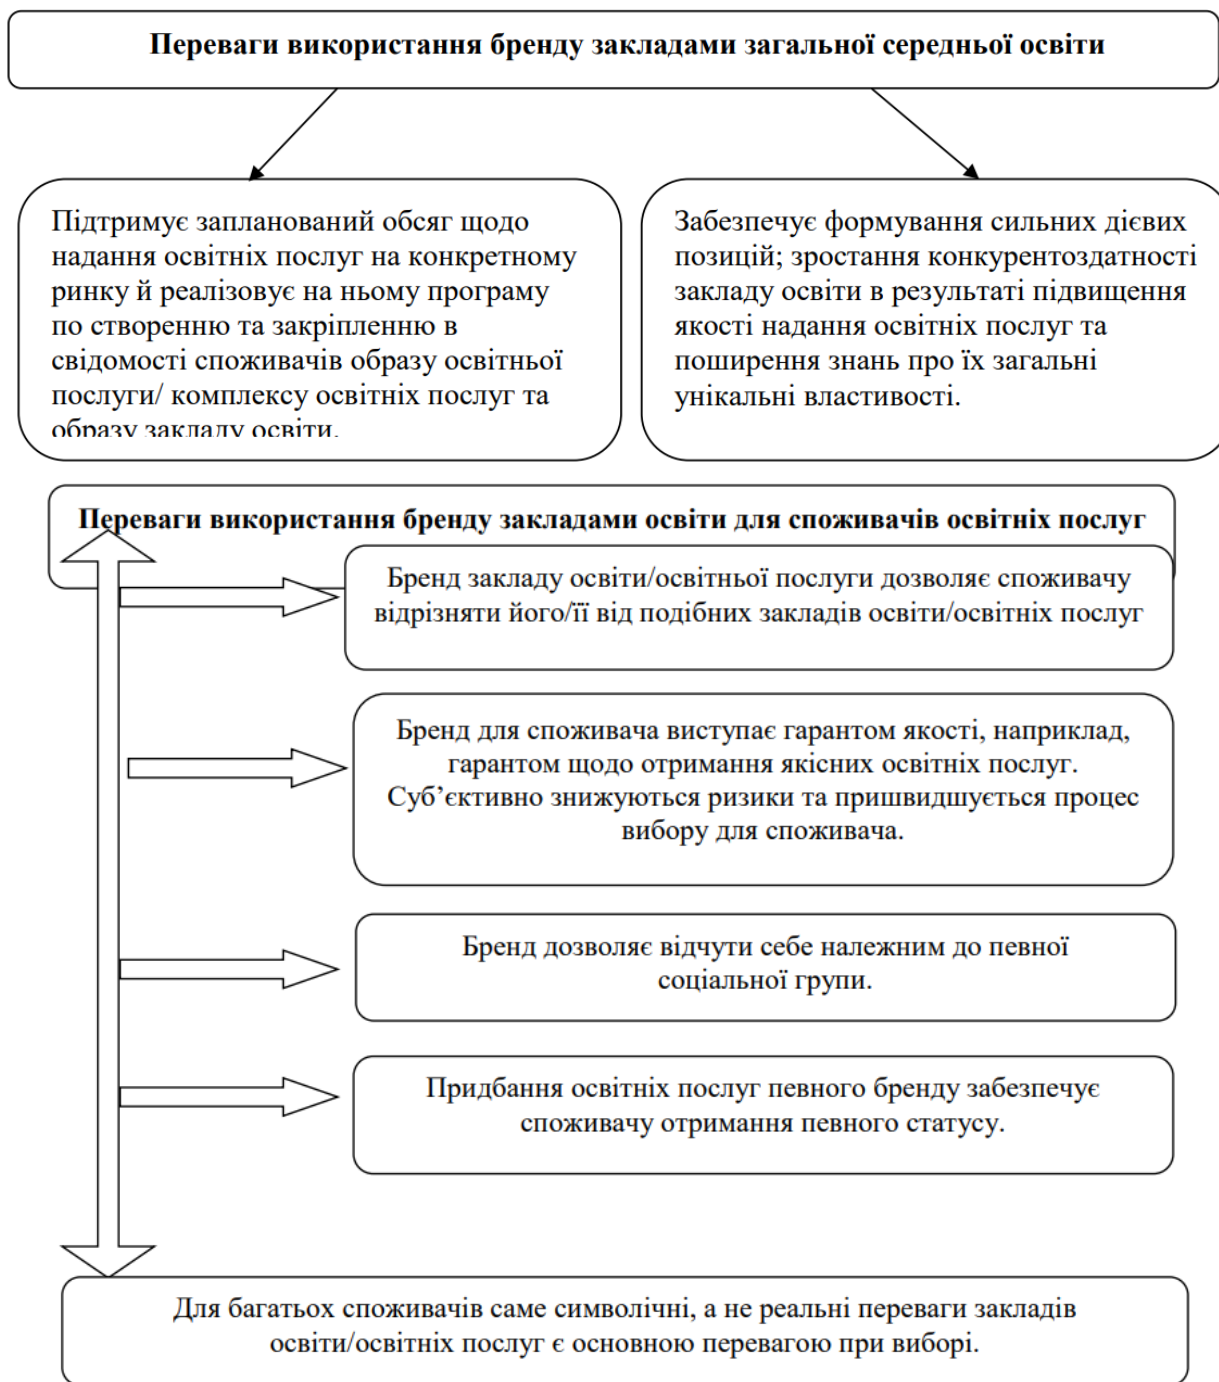 Переваги використання бренду закладами загальної середньої освіти
Підтримує запланований обсяг щодо
надання освітніх послуг на конкретному
ринку й реалізовує на ньому програму
по створенню та закріпленню в
свідомості споживачів образу освітньої
послуги/ комплексу освітніх послуг та
образу закладу освіти.
Забезпечує формування сильних дієвих
позицій; зростання конкурентоздатності
закладу освіти в результаті підвищення
якості надання освітніх послуг та
поширення знань про їх загальні
унікальні властивості.
Переваги використання бренду закладами освіти для споживачів освітніх послуг
Бренд закладу освіти/освітньої послуги дозволяє споживачу
відрізняти його/її від подібних закладів освіти/освітніх послуг
Бренд для споживача виступає гарантом якості, наприклад,
гарантом щодо отримання якісних освітніх послуг.
Суб’єктивно знижуються ризики та пришвидшується процес
вибору для споживача.
Бренд дозволяє відчути себе належним до певної
соціальної групи.
Придбання освітніх послуг певного бренду забезпечує
споживачу отримання певного статусу.
Для багатьох споживачів саме символічні, а не реальні переваги закладів
освіти/освітніх послуг є основною перевагою при виборі.